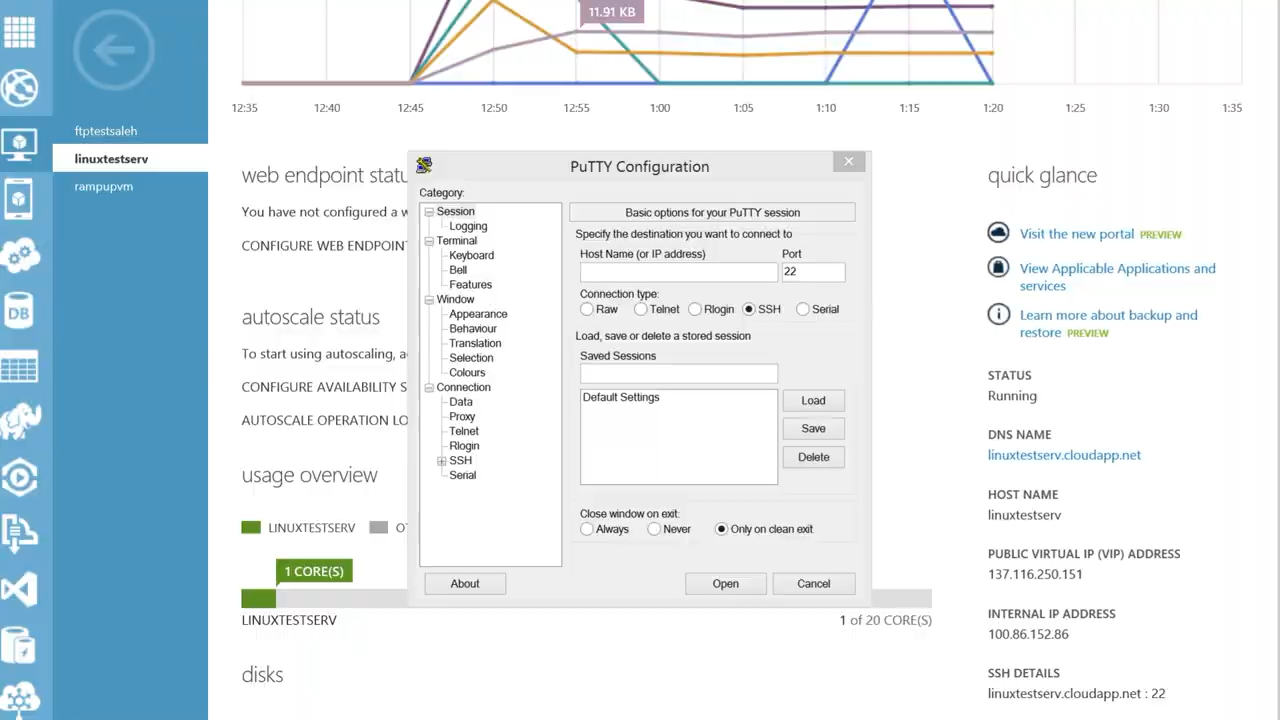 11.91 KB
12:35 12:40 12:45 12:50 12:55 1:00 1:05 1:10 1:15 1:20 1:25 1:30 1:35
ftptestsaleh
linuxtestserv
rampupvm
web endpoint statu
You have not configured a w
CONFIGURE WEB ENDPOINT
autoscale status
To start using autoscaling, a
CONFIGURE AVAILABILITY S
AUTOSCALE OPERATION LO
usage overview
LINUXTESTSERV OT
1 CORE(S)
LINUXTESTSERV
1 of 20 CORE(S)
disks
PuTTY Configuration
Category:
Session
Logging
Terminal
Keyboard
Bell
Features
Window
Appearance
Behaviour
Translation
Selection
Colours
Connection
Data
Proxy
Telnet
Rlogin
SSH
Serial
Basic options for your PuTTY session
Specify the destination you want to connect to
Host Name (or IP address) Port
22
Connection type:
Raw Telnet Rlogin SSH Serial
Load, save or delete a stored session
Saved Sessions
Default Settings
Load
Save
Delete
Close window on exit:
Always Never Only on clean exit
About Open Cancel
quick glance
Visit the new portal PREVIEW
View Applicable Applications and
services
Learn more about backup and
restore PREVIEW
STATUS
Running
DNS NAME
linuxtestserv.cloudapp.net
HOST NAME
linuxtestserv
PUBLIC VIRTUAL IP (VIP) ADDRESS
137.116.250.151
INTERNAL IP ADDRESS
100.86.152.86
SSH DETAILS
linuxtestserv.cloudapp.net : 22
DB